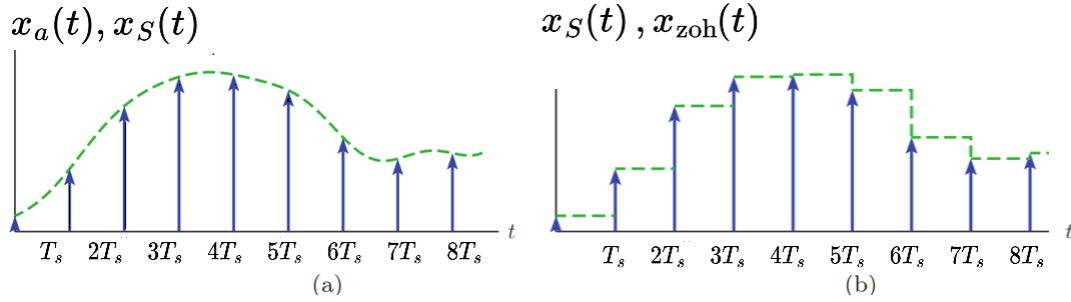 x_a(t), x_S(t)
x_S(t) , x_zoh(t)
t
t
T_s 2T_s 3T_s 4T_s 5T_s 6T_s 7T_s 8T_s
T_s 2T_s 3T_s 4T_s 5T_s 6T_s 7T_s 8T_s
(a)
(b)